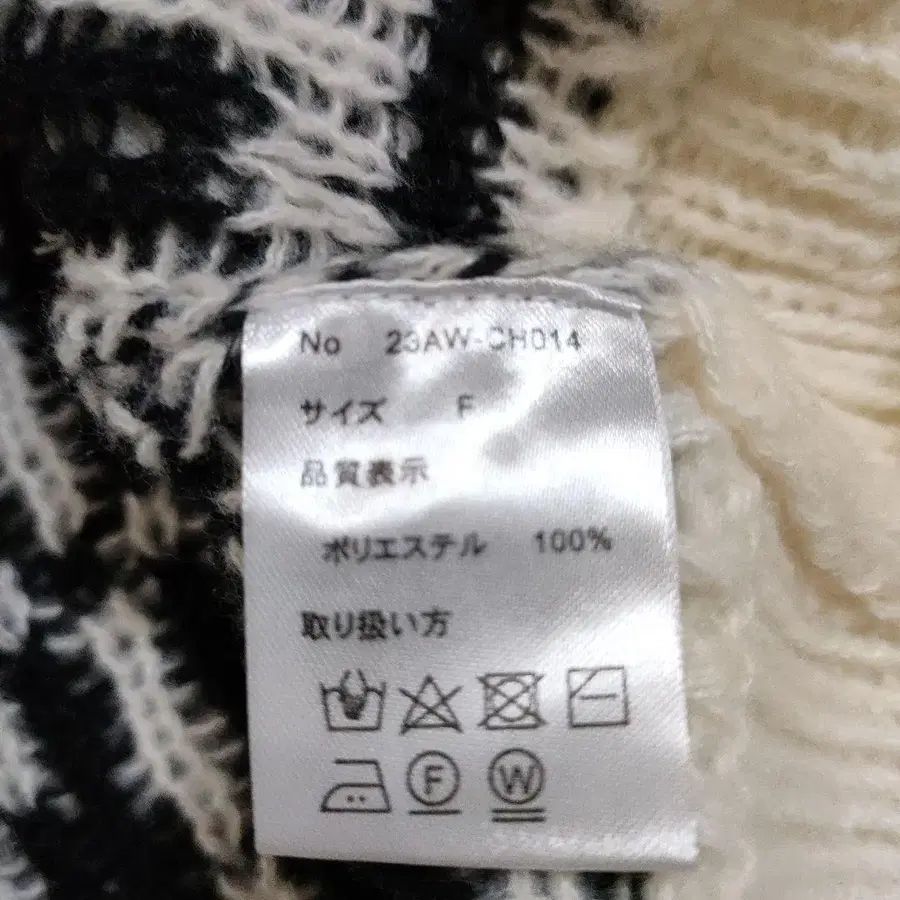 No 23AW-CH014
サイズ F
品質表示
ポリエステル 100%
取り扱い方
F W